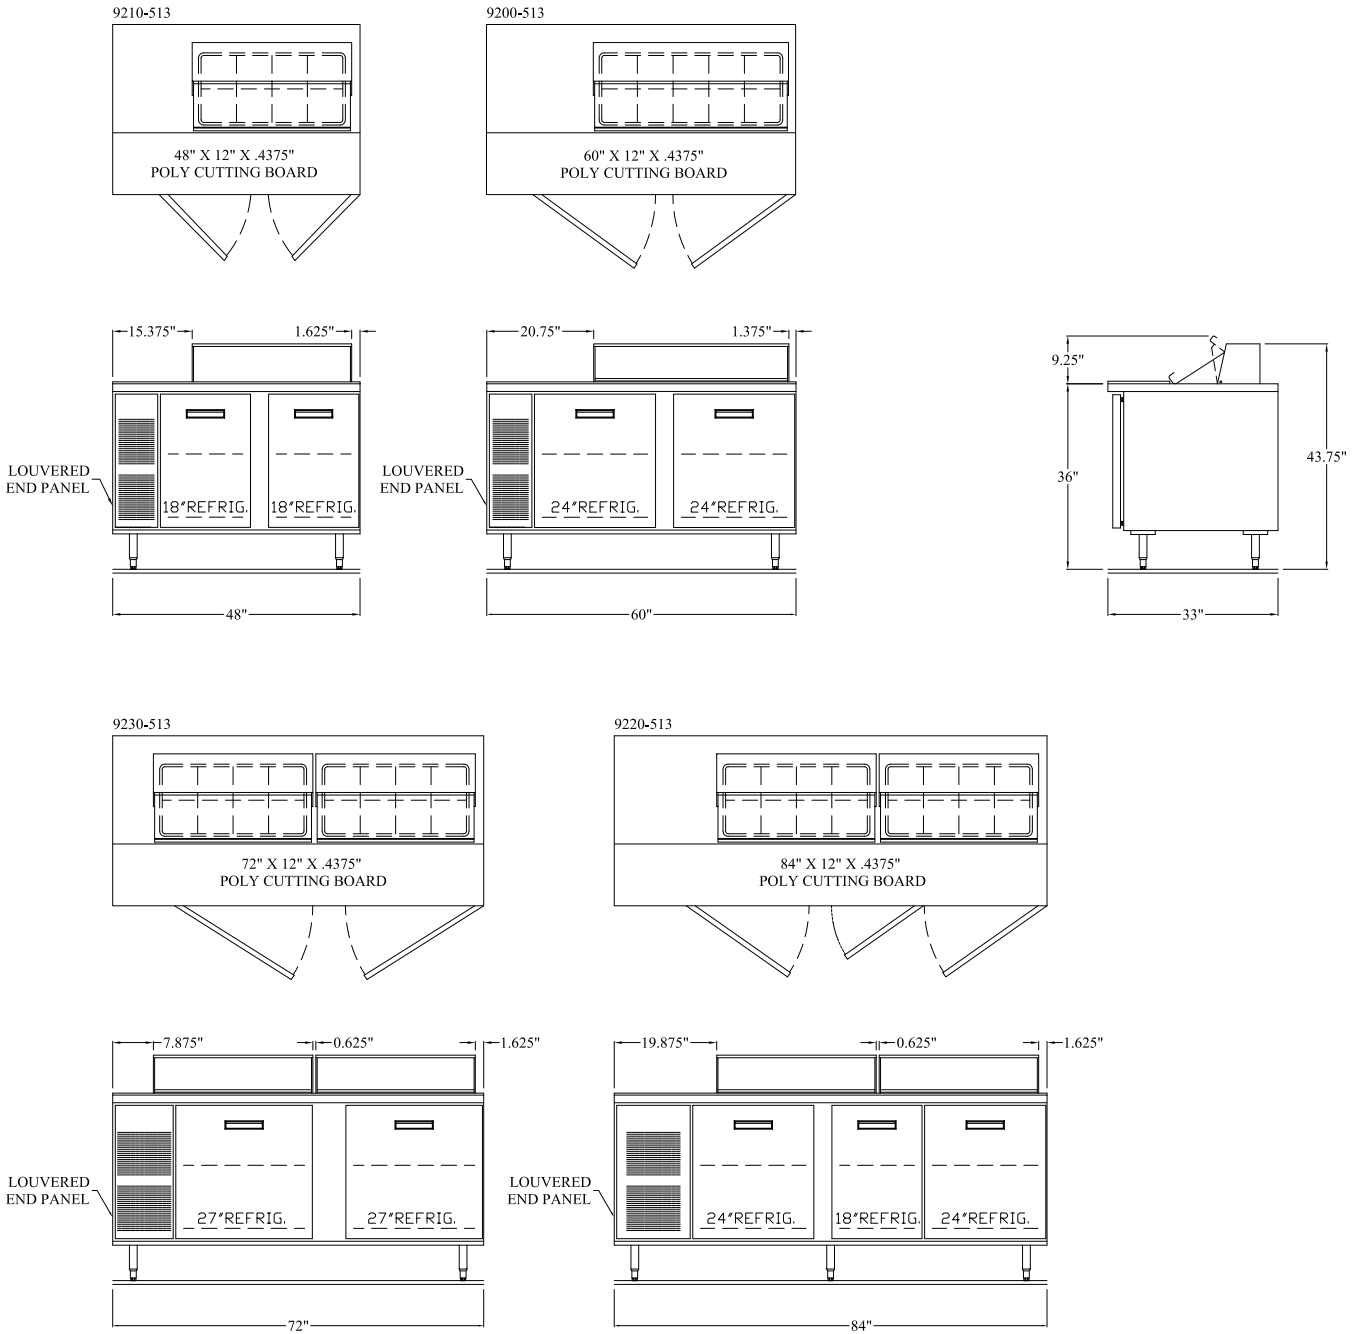 9210-513
48" X 12" X .4375"
POLY CUTTING BOARD
9200-513
60" X 12" X .4375"
POLY CUTTING BOARD
15.375"
1.625"
LOUVERED
END PANEL
18"REFRIG.
18"REFRIG.
48"
20.75"
1.375"
LOUVERED
END PANEL
24"REFRIG.
24"REFRIG.
60"
9.25"
36"
43.75"
33"
9230-513
72" X 12" X .4375"
POLY CUTTING BOARD
9220-513
84" X 12" X .4375"
POLY CUTTING BOARD
7.875"
0.625"
1.625"
LOUVERED
END PANEL
27"REFRIG.
27"REFRIG.
72"
19.875"
0.625"
1.625"
LOUVERED
END PANEL
24"REFRIG.
18"REFRIG.
24"REFRIG.
84"